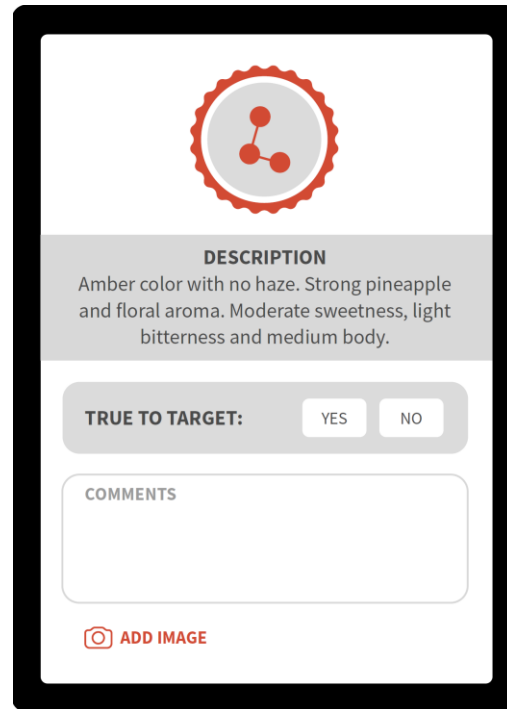 DESCRIPTION
Amber color with no haze. Strong pineapple
and floral aroma. Moderate sweetness, light
bitterness and medium body.
TRUE TO TARGET: YES NO
COMMENTS
ADD IMAGE